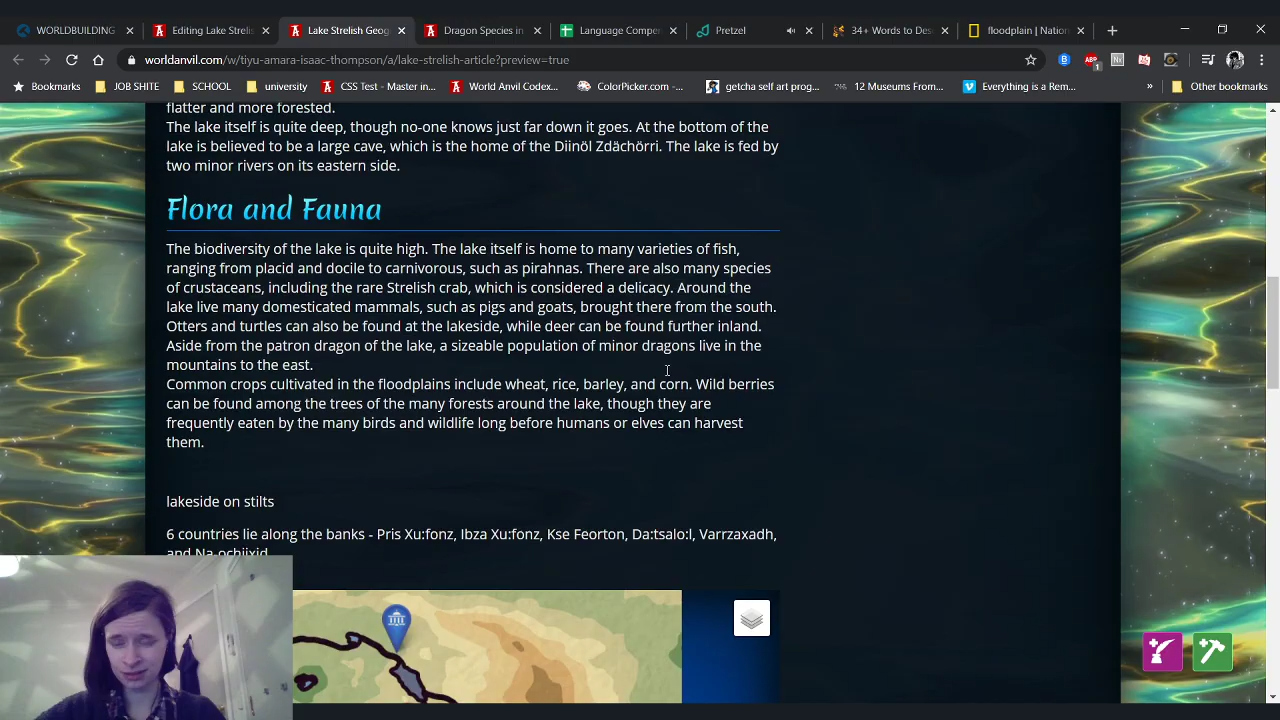 WORLDBUILDING
Editing Lake Strelis
Lake Strelish Geog
Dragon Species in
Language Compe
Pretzel
34+ Words to Des
floodplain | Nation
worldanvil.com/w/tiyu-amara-isaac-thompson/a/lake-strelish-article?preview=true
Bookmarks
JOB SHITE
SCHOOL
university
CSS Test - Master in...
World Anvil Codex...
ColorPicker.com -...
getcha self art prog...
12 Museums From...
Everything is a Rem...
»
Other bookmarks
flatter and more forested.
The lake itself is quite deep, though no-one knows just far down it goes. At the bottom of the
lake is believed to be a large cave, which is the home of the Diinöl Zdächörri. The lake is fed by
two minor rivers on its eastern side.
Flora and Fauna
The biodiversity of the lake is quite high. The lake itself is home to many varieties of fish,
ranging from placid and docile to carnivorous, such as pirahnas. There are also many species
of crustaceans, including the rare Strelish crab, which is considered a delicacy. Around the
lake live many domesticated mammals, such as pigs and goats, brought there from the south.
Otters and turtles can also be found at the lakeside, while deer can be found further inland.
Aside from the patron dragon of the lake, a sizeable population of minor dragons live in the
mountains to the east.
Common crops cultivated in the floodplains include wheat, rice, barley, and corn. Wild berries
can be found among the trees of the many forests around the lake, though they are
frequently eaten by the many birds and wildlife long before humans or elves can harvest
them.
lakeside on stilts
6 countries lie along the banks - Pris Xu:fonz, Ibza Xu:fonz, Kse Feorton, Da:tsalo:l, Varrzaxadh,
and Na-ochiixid